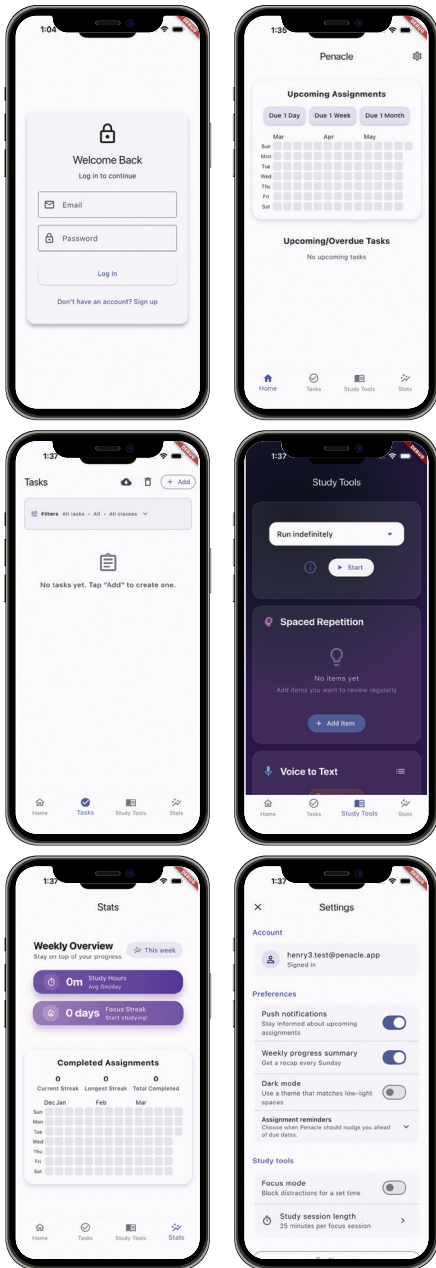 1:04
DEBUG
Welcome Back
Log in to continue
Email
Password
Log In
Don't have an account? Sign up
1:35
DEBUG
Penacle
Upcoming Assignments
Due 1 Day
Due 1 Week
Due 1 Month
Mar Apr May
Sun
Mon
Tue
Wed
Thu
Fri
Sat
Upcoming/Overdue Tasks
No upcoming tasks
Home Tasks Study Tools Stats
1:37
DEBUG
Tasks
+ Add
Filters All tasks • All • All classes
No tasks yet. Tap "Add" to create one.
Home Tasks Study Tools Stats
1:37
DEBUG
Study Tools
Run indefinitely
Start
Spaced Repetition
No items yet
Add items you want to review regularly
+ Add Item
Voice to Text
Home Tasks Study Tools Stats
1:37
DEBUG
Stats
Weekly Overview
Stay on top of your progress
This week
0m
Study Hours
Avg 0m/day
0 days
Focus Streak
Start studying!
Completed Assignments
0 0 0
Current Streak Longest Streak Total Completed
Dec Jan Feb Mar
Sun
Mon
Tue
Wed
Thu
Fri
Sat
Home Tasks Study Tools Stats
1:37
DEBUG
Settings
Account
henry3.test@penacle.app
Signed in
Preferences
Push notifications
Stay informed about upcoming
assignments
Weekly progress summary
Get a recap every Sunday
Dark mode
Use a theme that matches low-light
spaces
Assignment reminders
Choose when Penacle should nudge you ahead
of due dates.
Study tools
Focus mode
Block distractions for a set time
Study session length
25 minutes per focus session